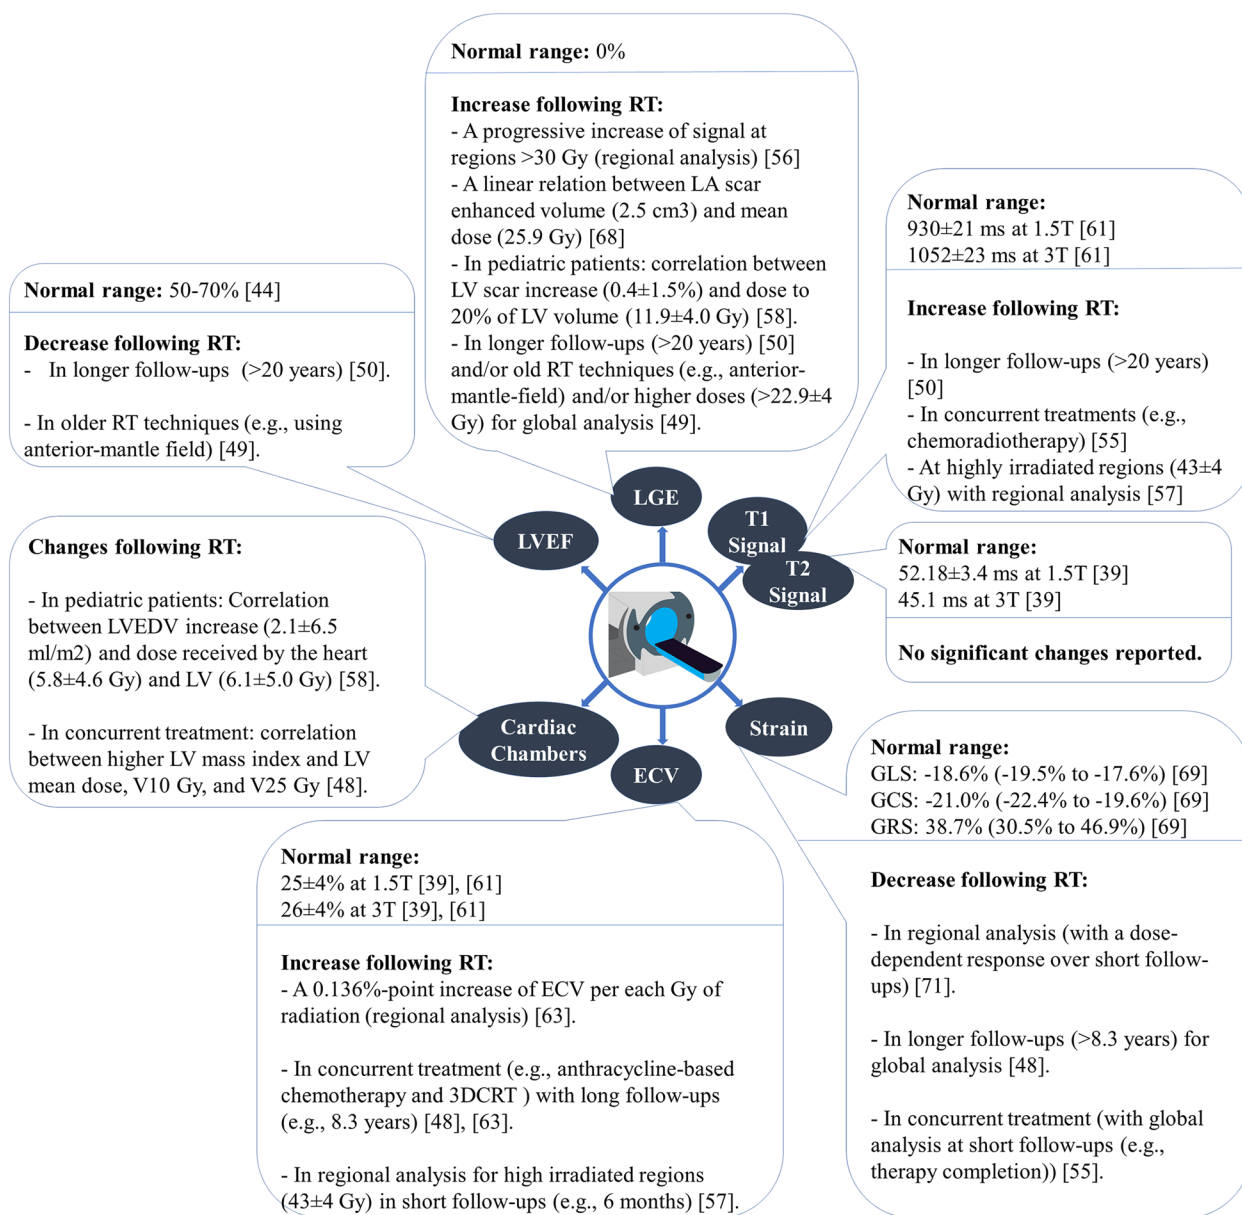 Normal range: 0%
Increase following RT:
- A progressive increase of signal at
regions >30 Gy (regional analysis) [56]
- A linear relation between LA scar
enhanced volume (2.5 cm3) and mean
dose (25.9 Gy) [68]
- In pediatric patients: correlation between
LV scar increase (0.4±1.5%) and dose to
20% of LV volume (11.9±4.0 Gy) [58].
- In longer follow-ups (>20 years) [50]
and/or old RT techniques (e.g., anterior-
mantle-field) and/or higher doses (>22.9±4
Gy) for global analysis [49].
Normal range:
930±21 ms at 1.5T [61]
1052±23 ms at 3T [61]
Increase following RT:
- In longer follow-ups (>20 years)
[50]
- In concurrent treatments (e.g.,
chemoradiotherapy) [55]
- At highly irradiated regions (43±4
Gy) with regional analysis [57]
Normal range: 50-70% [44]
Decrease following RT:
- In longer follow-ups (>20 years) [50].
- In older RT techniques (e.g., using
anterior-mantle field) [49].
LGE
LVEF
T1
Signal
T2
Signal
Normal range:
52.18±3.4 ms at 1.5T [39]
45.1 ms at 3T [39]
No significant changes reported.
Changes following RT:
- In pediatric patients: Correlation
between LVEDV increase (2.1±6.5
ml/m2) and dose received by the heart
(5.8±4.6 Gy) and LV (6.1±5.0 Gy) [58].
- In concurrent treatment: correlation
between higher LV mass index and LV
mean dose, V10 Gy, and V25 Gy [48].
Cardiac
Chambers
ECV
Strain
Normal range:
GLS: -18.6% (-19.5% to -17.6%) [69]
GCS: -21.0% (-22.4% to -19.6%) [69]
GRS: 38.7% (30.5% to 46.9%) [69]
Decrease following RT:
- In regional analysis (with a dose-
dependent response over short follow-
ups) [71].
- In longer follow-ups (>8.3 years) for
global analysis [48].
- In concurrent treatment (with global
analysis at short follow-ups (e.g.,
therapy completion)) [55].
Normal range:
25±4% at 1.5T [39], [61]
26±4% at 3T [39], [61]
Increase following RT:
- A 0.136%-point increase of ECV per each Gy of
radiation (regional analysis) [63].
- In concurrent treatment (e.g., anthracycline-based
chemotherapy and 3DCRT ) with long follow-ups
(e.g., 8.3 years) [48], [63].
- In regional analysis for high irradiated regions
(43±4 Gy) in short follow-ups (e.g., 6 months) [57].